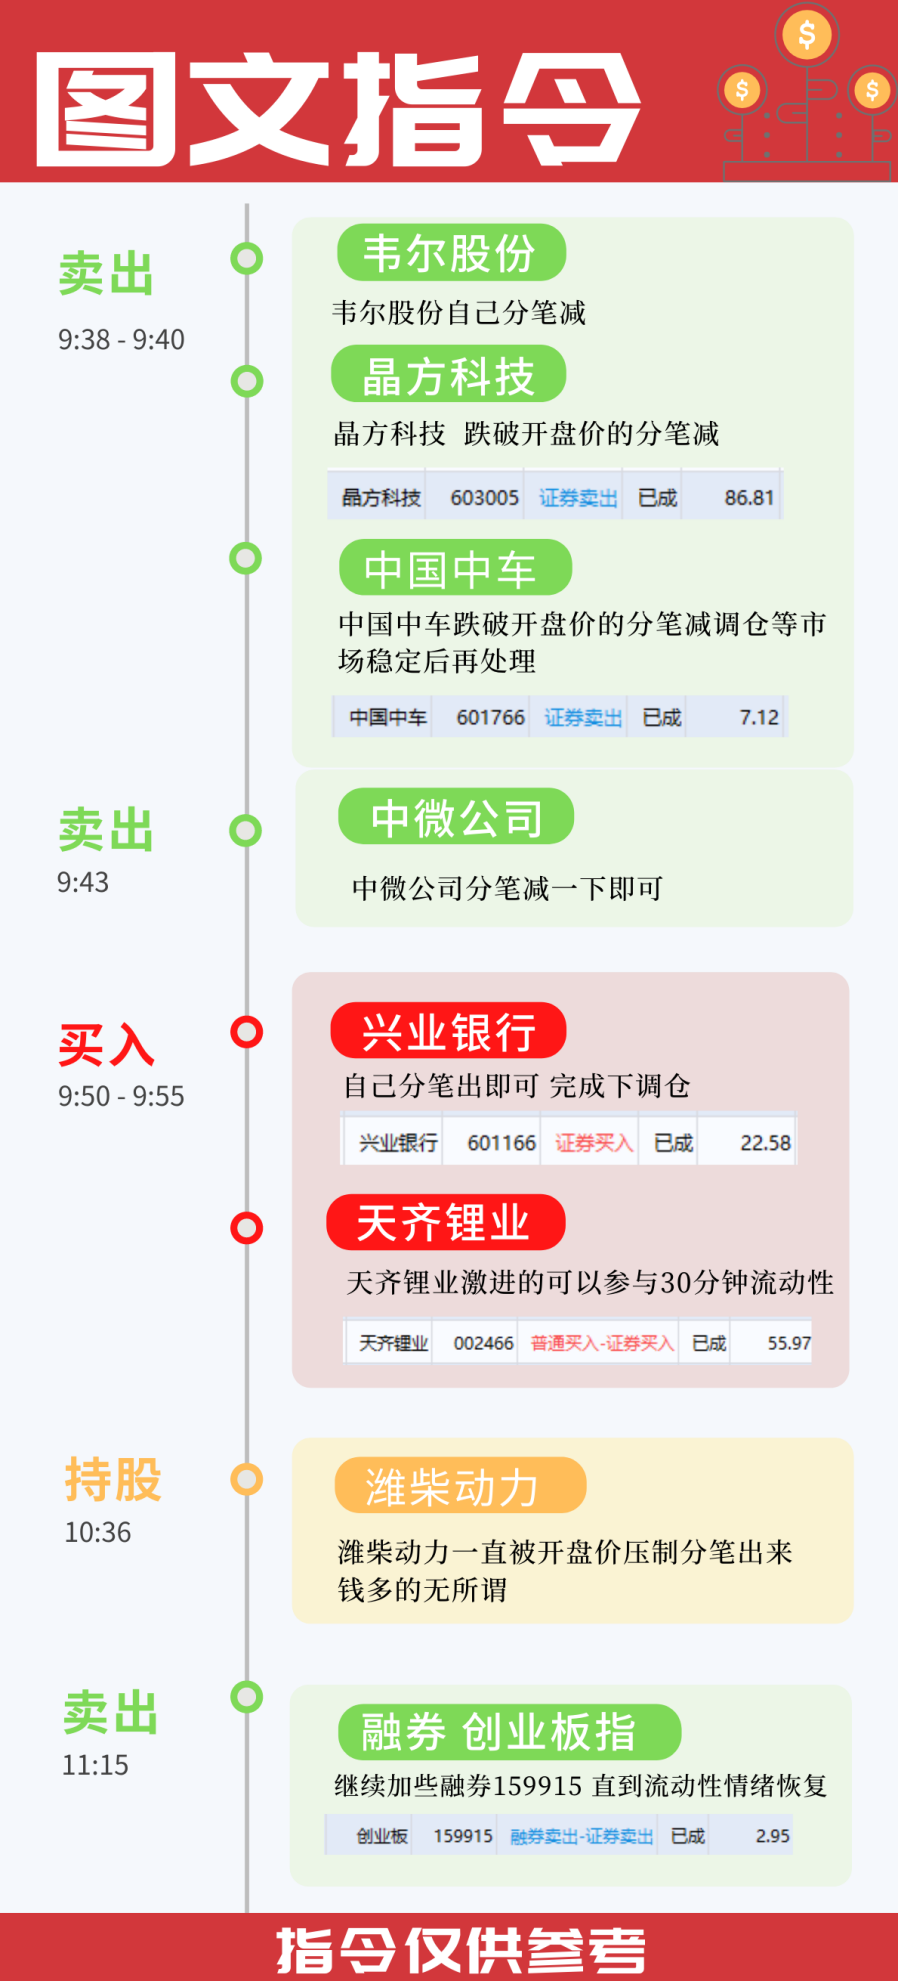 图文指令
卖出
9:38 - 9:40
韦尔股份
韦尔股份自己分笔减
晶方科技
晶方科技 跌破开盘价的分笔减
晶方科技 603005 证券卖出 已成 86.81
中国中车
中国中车跌破开盘价的分笔减调仓等市
场稳定后再处理
中国中车 601766 证券卖出 已成 7.12
卖出
9:43
中微公司
中微公司分笔减一下即可
买入
9:50 - 9:55
兴业银行
自己分笔出即可 完成下调仓
兴业银行 601166 证券买入 已成 22.58
天齐锂业
天齐锂业激进的可以参与30分钟流动性
天齐锂业 002466 普通买入-证券买入 已成 55.97
持股
10:36
潍柴动力
潍柴动力一直被开盘价压制分笔出来
钱多的无所谓
卖出
11:15
融券 创业板指
继续加些融券159915 直到流动性情绪恢复
创业板 159915 融券卖出-证券卖出 已成 2.95
指令仅供参考
$
$
$